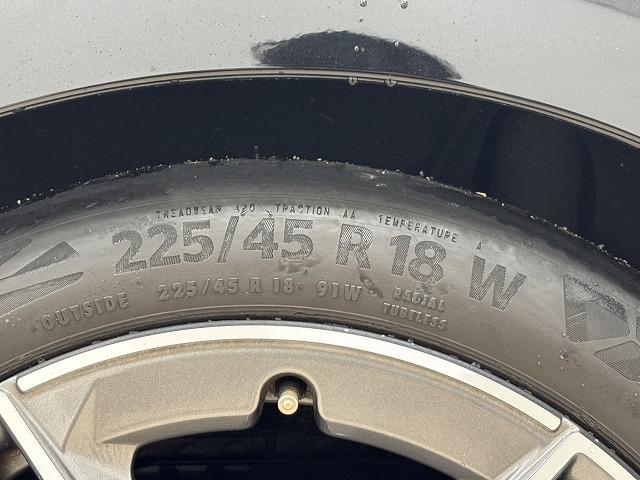 TREADWEAR 420 TRACTION AA TEMPERATURE A
225/45 R 18 W
OUTSIDE 225/45 R 18 91W RADIAL
TUBELESS